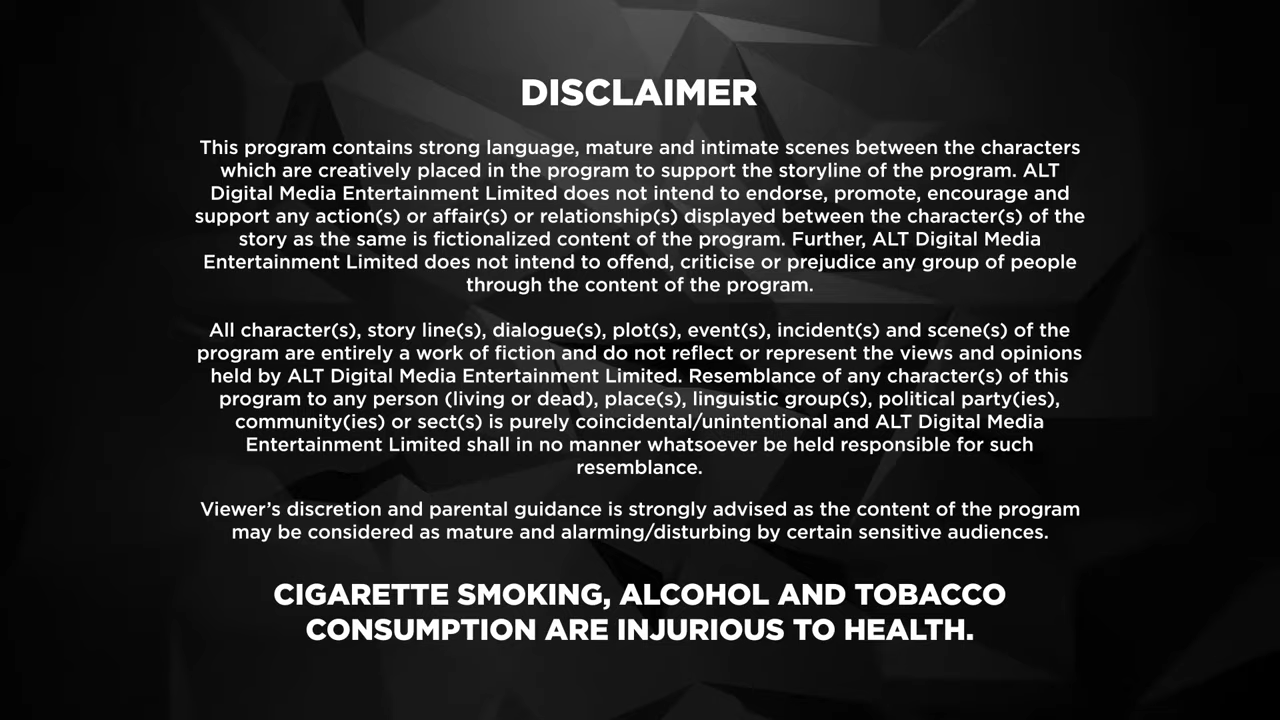 DISCLAIMER
This program contains strong language, mature and intimate scenes between the characters
which are creatively placed in the program to support the storyline of the program. ALT
Digital Media Entertainment Limited does not intend to endorse, promote, encourage and
support any action(s) or affair(s) or relationship(s) displayed between the character(s) of the
story as the same is fictionalized content of the program. Further, ALT Digital Media
Entertainment Limited does not intend to offend, criticise or prejudice any group of people
through the content of the program.
All character(s), story line(s), dialogue(s), plot(s), event(s), incident(s) and scene(s) of the
program are entirely a work of fiction and do not reflect or represent the views and opinions
held by ALT Digital Media Entertainment Limited. Resemblance of any character(s) of this
program to any person (living or dead), place(s), linguistic group(s), political party(ies),
community(ies) or sect(s) is purely coincidental/unintentional and ALT Digital Media
Entertainment Limited shall in no manner whatsoever be held responsible for such
resemblance.
Viewer’s discretion and parental guidance is strongly advised as the content of the program
may be considered as mature and alarming/disturbing by certain sensitive audiences.
CIGARETTE SMOKING, ALCOHOL AND TOBACCO
CONSUMPTION ARE INJURIOUS TO HEALTH.